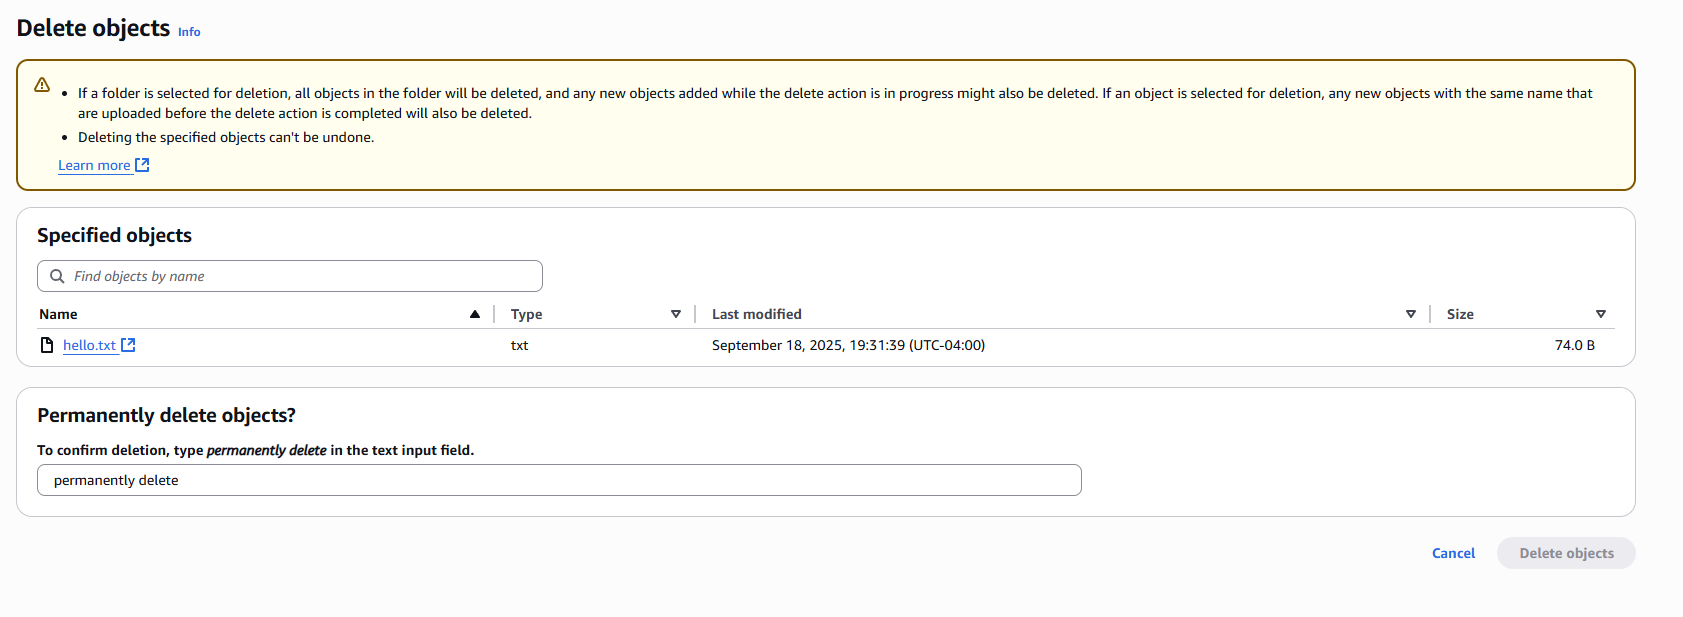 Delete objects Info
If a folder is selected for deletion, all objects in the folder will be deleted, and any new objects added while the delete action is in progress might also be deleted. If an object is selected for deletion, any new objects with the same name that
are uploaded before the delete action is completed will also be deleted.
Deleting the specified objects can't be undone.
Learn more
Specified objects
Find objects by name
Name Type Last modified Size
hello.txt txt September 18, 2025, 19:31:39 (UTC-04:00) 74.0 B
Permanently delete objects?
To confirm deletion, type permanently delete in the text input field.
permanently delete
Cancel Delete objects